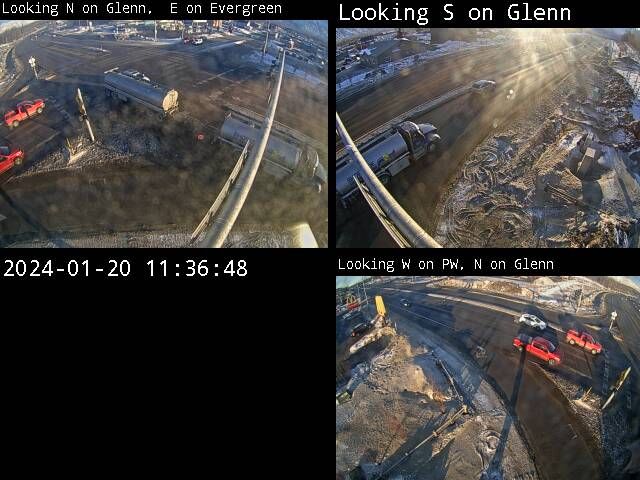 Looking N on Glenn, E on Evergreen
Looking S on Glenn
2024-01-20 11:36:48
Looking W on PW, N on Glenn